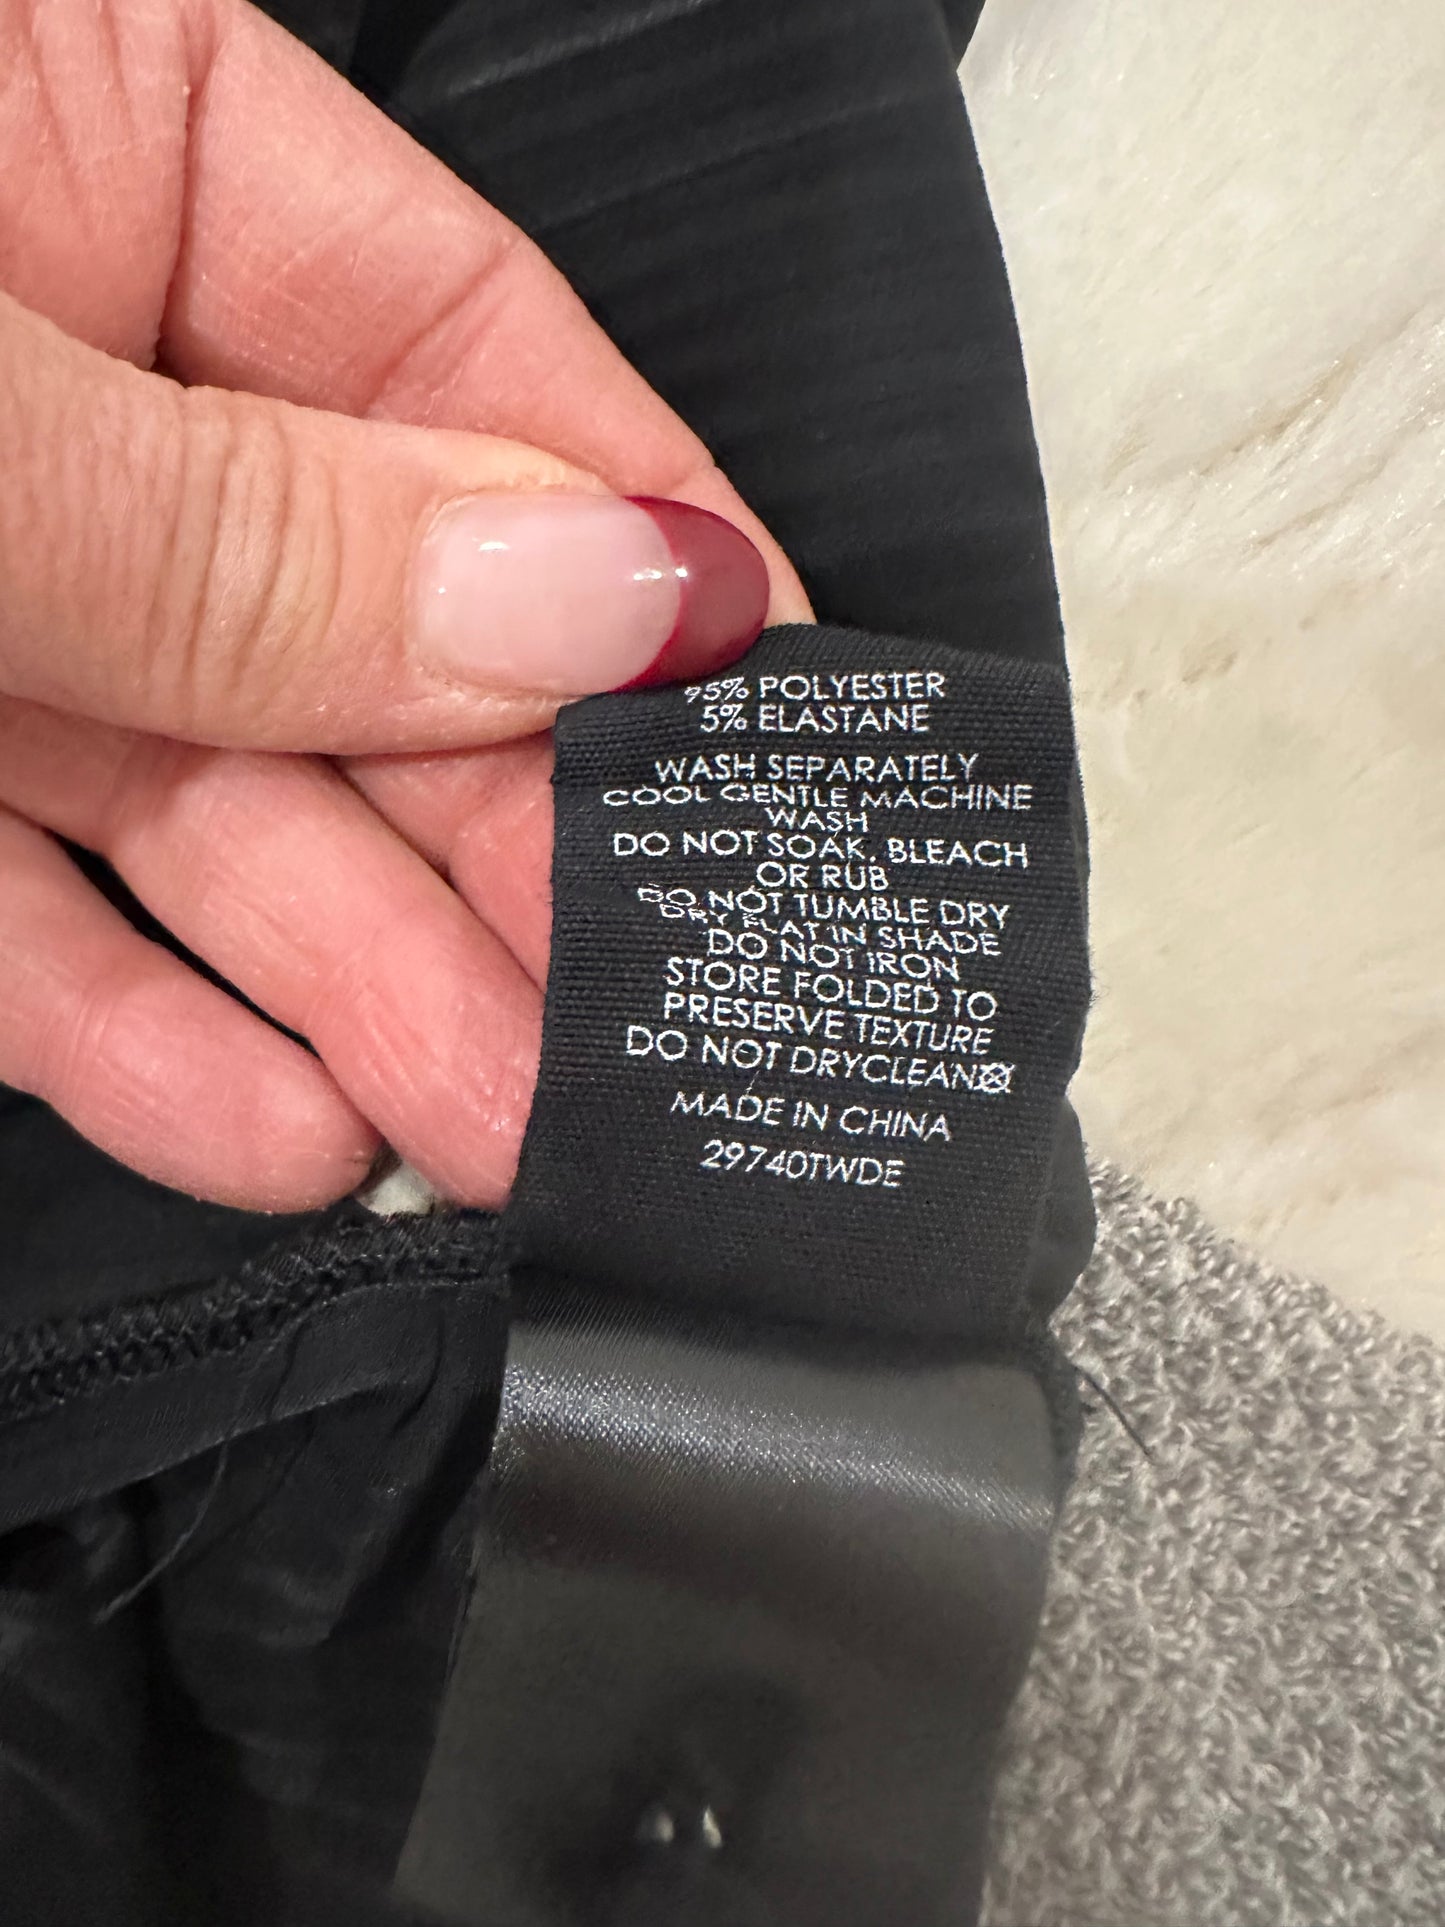 95% POLYESTER
5% ELASTANE
WASH SEPARATELY
COOL GENTLE MACHINE
WASH
DO NOT SOAK, BLEACH
OR RUB
DO NOT TUMBLE DRY
DRY FLAT IN SHADE
DO NOT IRON
STORE FOLDED TO
PRESERVE TEXTURE
DO NOT DRYCLEAN
MADE IN CHINA
29740TWDE